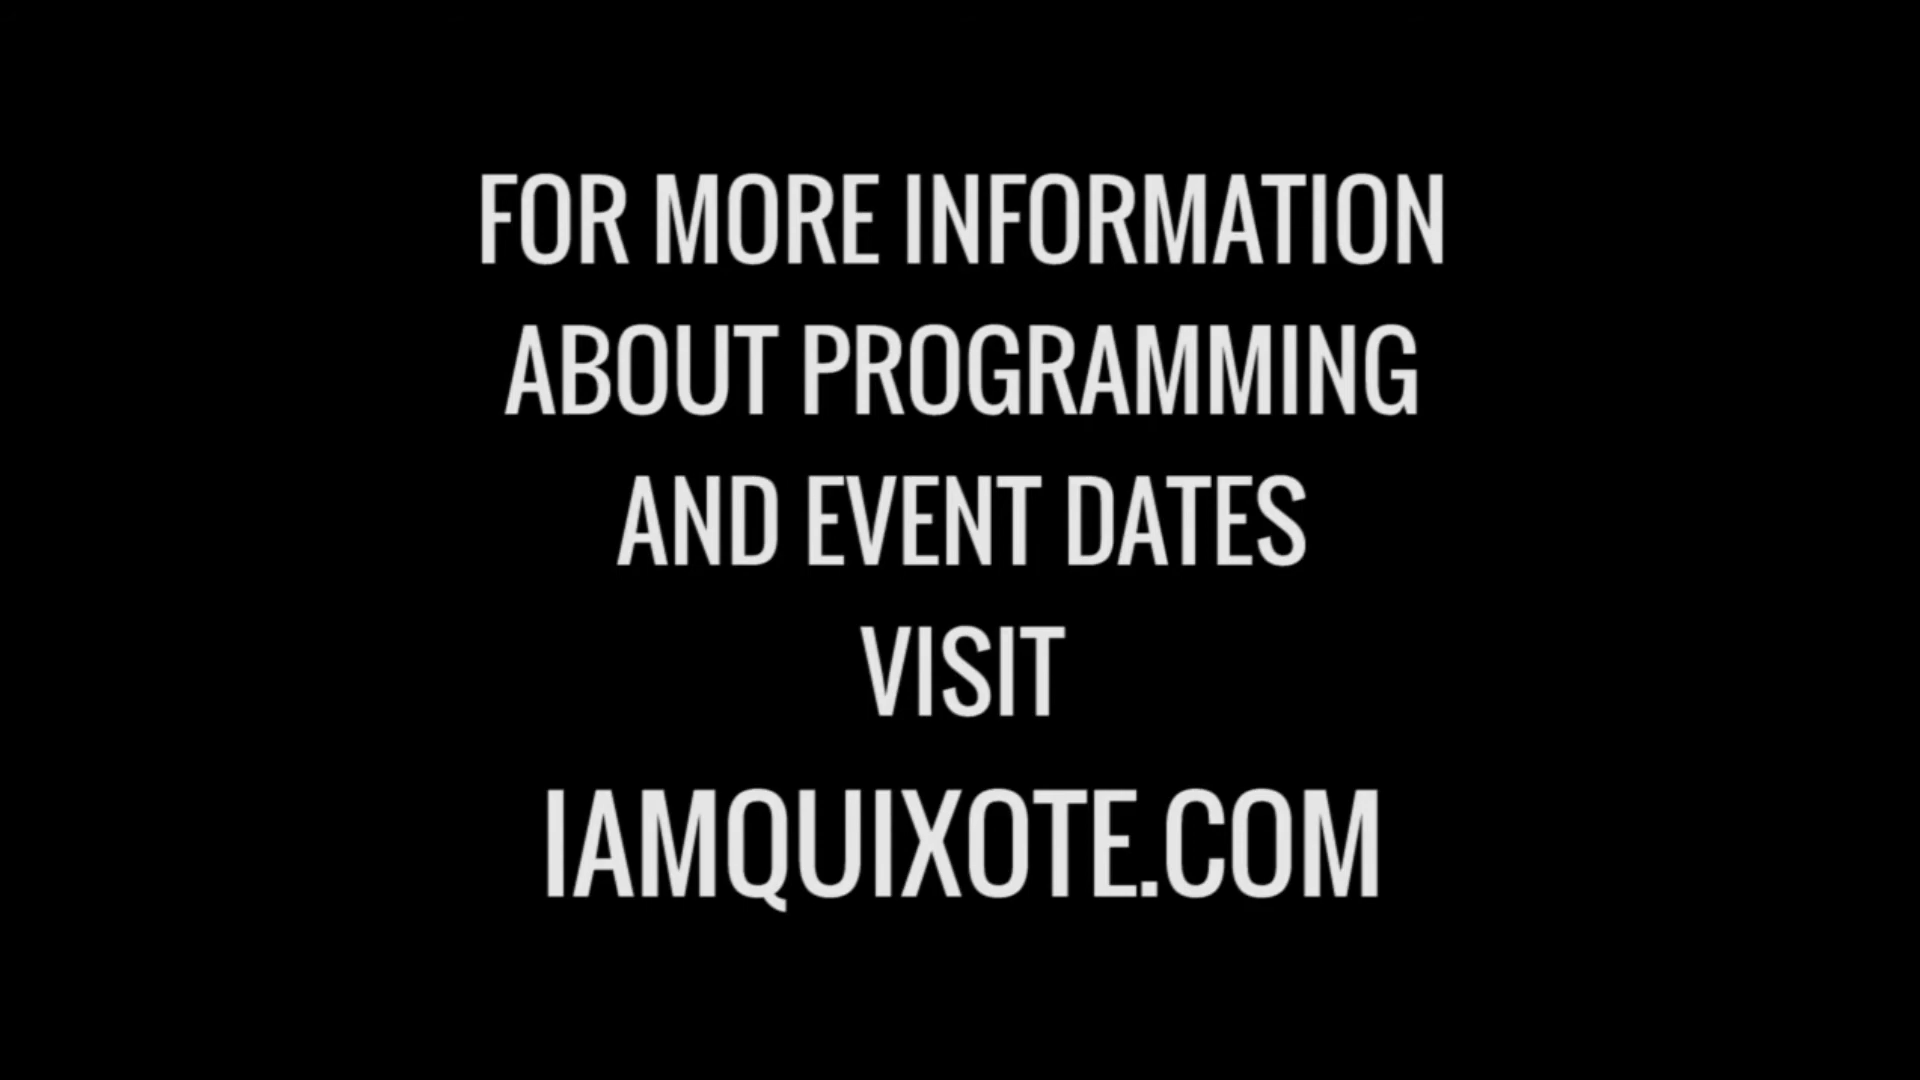 FOR MORE INFORMATION
ABOUT PROGRAMMING
AND EVENT DATES
VISIT
IAMQUIXOTE.COM